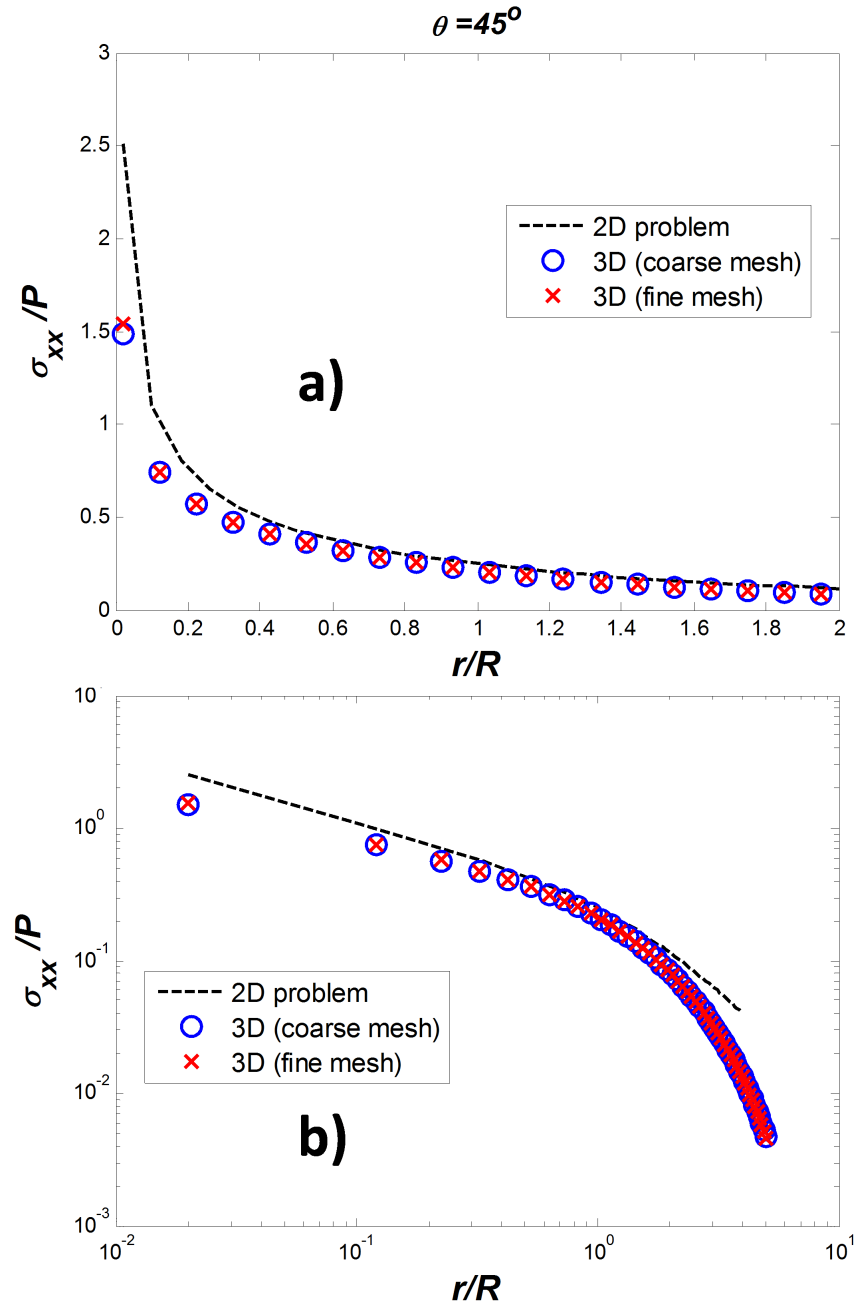 θ =45º
3
2.5
2
1.5
1
0.5
0
σxx /P
2D problem
3D (coarse mesh)
3D (fine mesh)
a)
0 0.2 0.4 0.6 0.8 1 1.2 1.4 1.6 1.8 2
r/R
10¹
10⁰
10⁻¹
10⁻²
10⁻³
σxx /P
2D problem
3D (coarse mesh)
3D (fine mesh)
b)
10⁻² 10⁻¹ 10⁰ 10¹
r/R